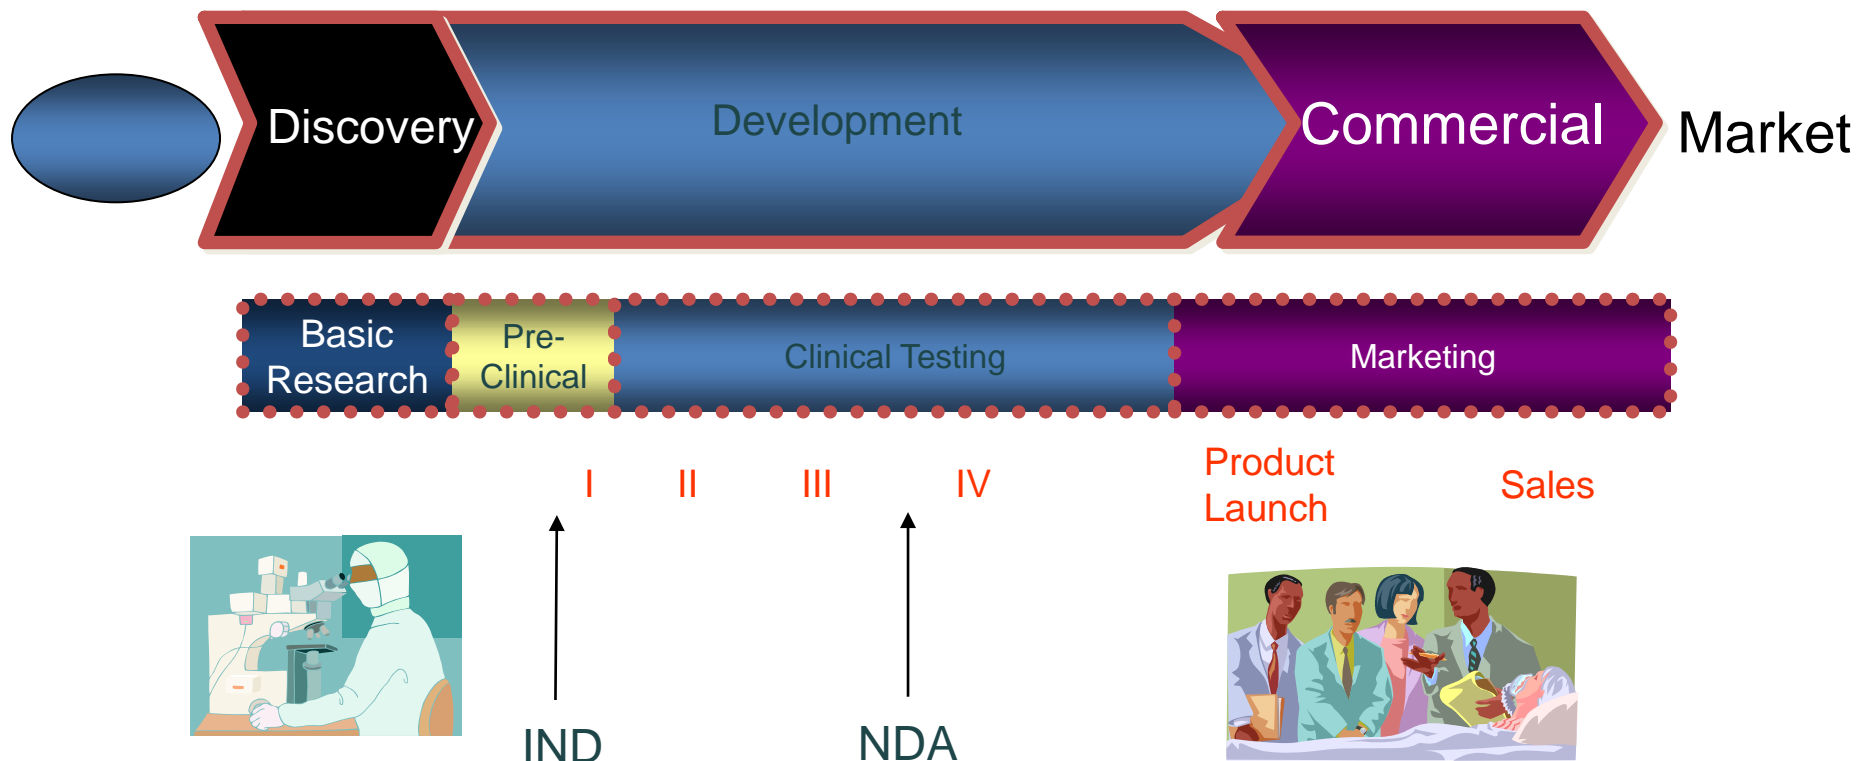 Discovery
Development
Commercial
Market
Basic
Research
Pre-
Clinical
Clinical Testing
Marketing
I
II
III
IV
Product
Launch
Sales
IND
NDA